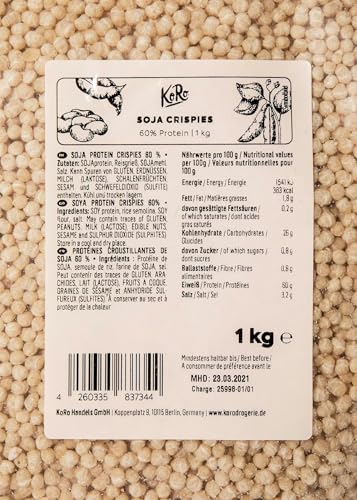 KoRo
SOJA CRISPIES
60% Protein | 1 kg
SOJA PROTEIN CRISPIES 60 % •
Zutaten: SOJAprotein, Reisgrieß, SOJAmehl,
Salz. Kann Spuren von GLUTEN, ERDNÜSSEN,
MILCH (LAKTOSE), SCHALENFRÜCHTEN,
SESAM und SCHWEFELDIOXID (SULFITE)
enthalten. Kühl und trocken lagern.
SOYA PROTEIN CRISPIES 60% •
Ingredients: SOY protein, rice semolina, SOY
flour, salt. May contain traces of GLUTEN,
PEANUTS, MILK (LACTOSE), EDIBLE NUTS,
SESAME and SULPHUR DIOXIDE (SULPHITES)
Store in a cool and dry place.
PROTÉINES CROUSTILLANTES DE
SOJA 60 % • Ingrédients : Protéine de
SOJA, semoule de riz, farine de SOJA, sel.
Peut contenir des traces de GLUTEN, ARA-
CHIDES, LAIT (LACTOSE), FRUITS A COQUE,
GRAINES DE SÉSAME et ANHYDRIDE SUL-
FUREUX (SULFITES) À conserver au sec et à
protéger de la chaleur
Nährwerte pro 100 g / Nutritional values
per 100g / Valeurs nutritionnelles pour
100g
Energie / Energy / Énergie 1541 kJ
363 kcal
Fett / Fat / Matières grasses 1,8 g
davon gesättigte Fettsäuren 0,2 g
of which saturates / dont acides
gras saturés
Kohlenhydrate / Carbohydrates 26 g
/ Glucides
davon Zucker / of which sugars / 0,8 g
dont sucres
Ballaststoffe / Fibre / Fibres 0,8 g
alimentaires
Eiweiß / Protein / Protéines 60 g
Salz / Salt / Sel 3,2 g
1 kg e
Mindestens haltbar bis / Best before /
A consommer de préférence avant le
MHD: 23.03.2021
Charge: 25998-01/01
4 260335 837344
KoRo Handels GmbH | Koppenplatz 9, 10115 Berlin, Germany | www.korodrogerie.de